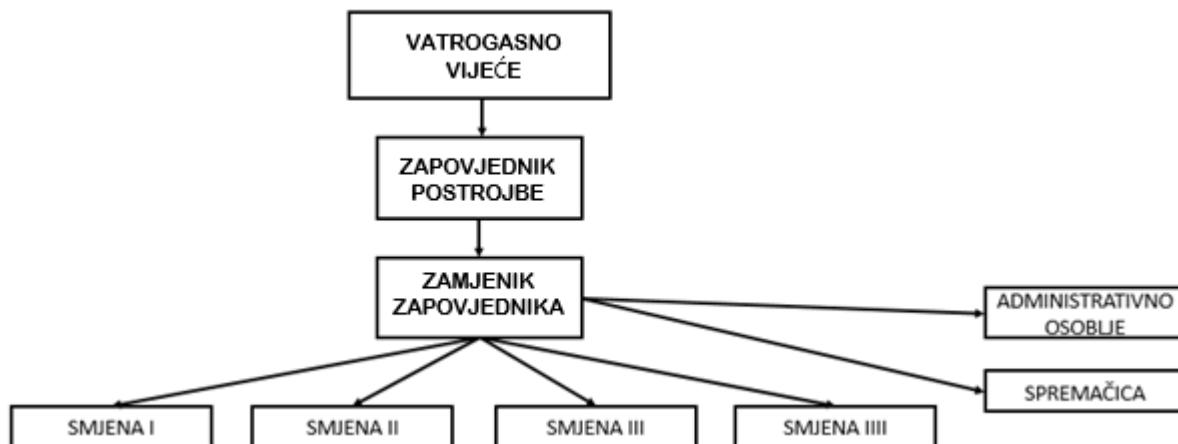 VATROGASNO
VIJEĆE
ZAPOVJEDNIK
POSTROJBE
ZAMJENIK
ZAPOVJEDNIKA
ADMINISTRATIVNO
OSOBLJE
SPREMAČICA
SMJENA I
SMJENA II
SMJENA III
SMJENA IIII